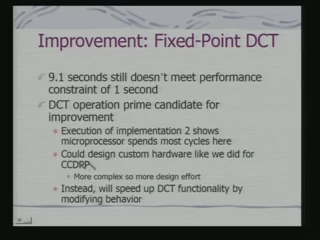 Improvement: Fixed-Point DCT
9.1 seconds still doesn't meet performance
constraint of 1 second
DCT operation prime candidate for
improvement
Execution of implementation 2 shows
microprocessor spends most cycles here
Could design custom hardware like we did for
CCDPP
More complex so more design effort
Instead, will speed up DCT functionality by
modifying behavior